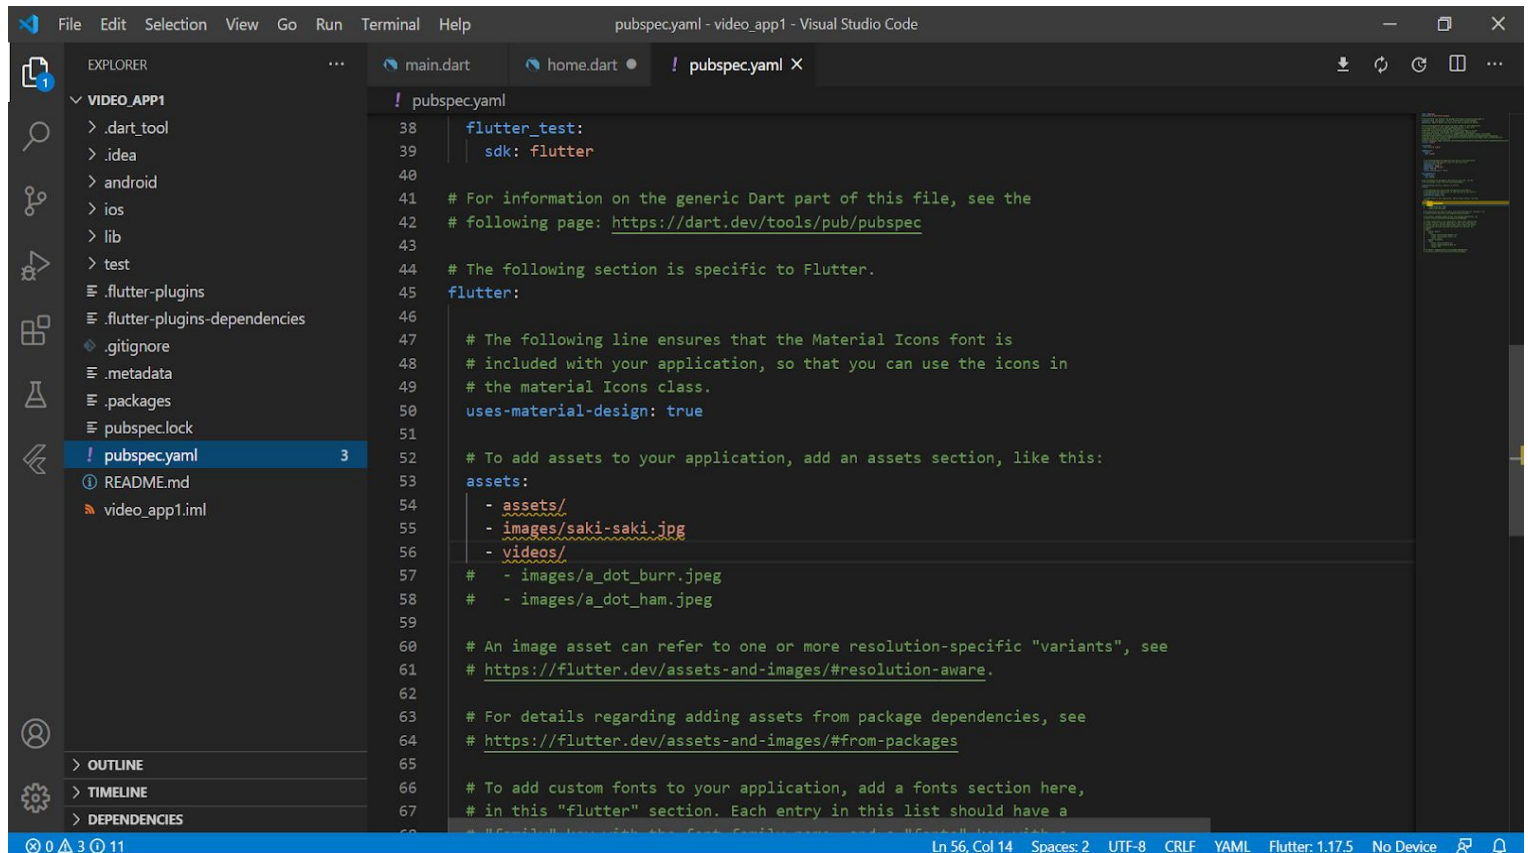 File Edit Selection View Go Run Terminal Help pubspec.yaml - video_app1 - Visual Studio Code
EXPLORER ...
main.dart home.dart ! pubspec.yaml
1
VIDEO_APP1
.dart_tool
.idea
android
ios
lib
test
.flutter-plugins
.flutter-plugins-dependencies
.gitignore
.metadata
.packages
pubspec.lock
! pubspec.yaml 3
README.md
video_app1.iml
OUTLINE
TIMELINE
DEPENDENCIES
! pubspec.yaml
38 flutter_test:
39 sdk: flutter
40
41 # For information on the generic Dart part of this file, see the
42 # following page: https://dart.dev/tools/pub/pubspec
43
44 # The following section is specific to Flutter.
45 flutter:
46
47 # The following line ensures that the Material Icons font is
48 # included with your application, so that you can use the icons in
49 # the material Icons class.
50 uses-material-design: true
51
52 # To add assets to your application, add an assets section, like this:
53 assets:
54 - assets/
55 - images/saki-saki.jpg
56 - videos/
57 # - images/a_dot_burr.jpeg
58 # - images/a_dot_ham.jpeg
59
60 # An image asset can refer to one or more resolution-specific "variants", see
61 # https://flutter.dev/assets-and-images/#resolution-aware.
62
63 # For details regarding adding assets from package dependencies, see
64 # https://flutter.dev/assets-and-images/#from-packages
65
66 # To add custom fonts to your application, add a fonts section here,
67 # in this "flutter" section. Each entry in this list should have a
0 3 11 Ln 56, Col 14 Spaces: 2 UTF-8 CRLF YAML Flutter: 1.17.5 No Device